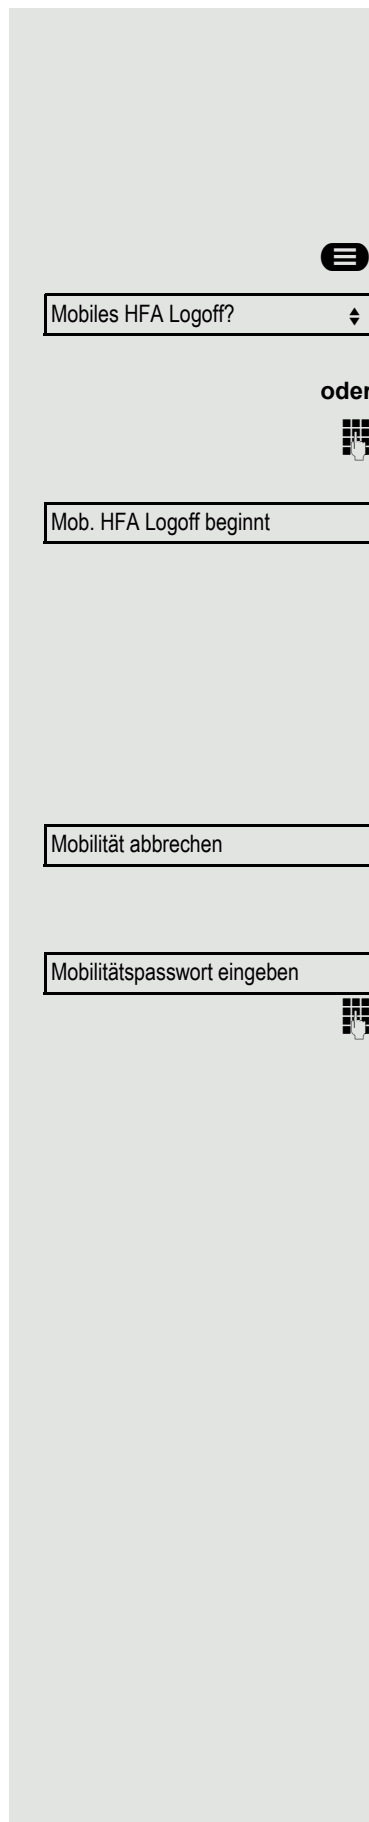 Mobiles HFA Logoff?
oder
Mob. HFA Logoff beginnt
Mobilität abbrechen
Mobilitätspasswort eingeben